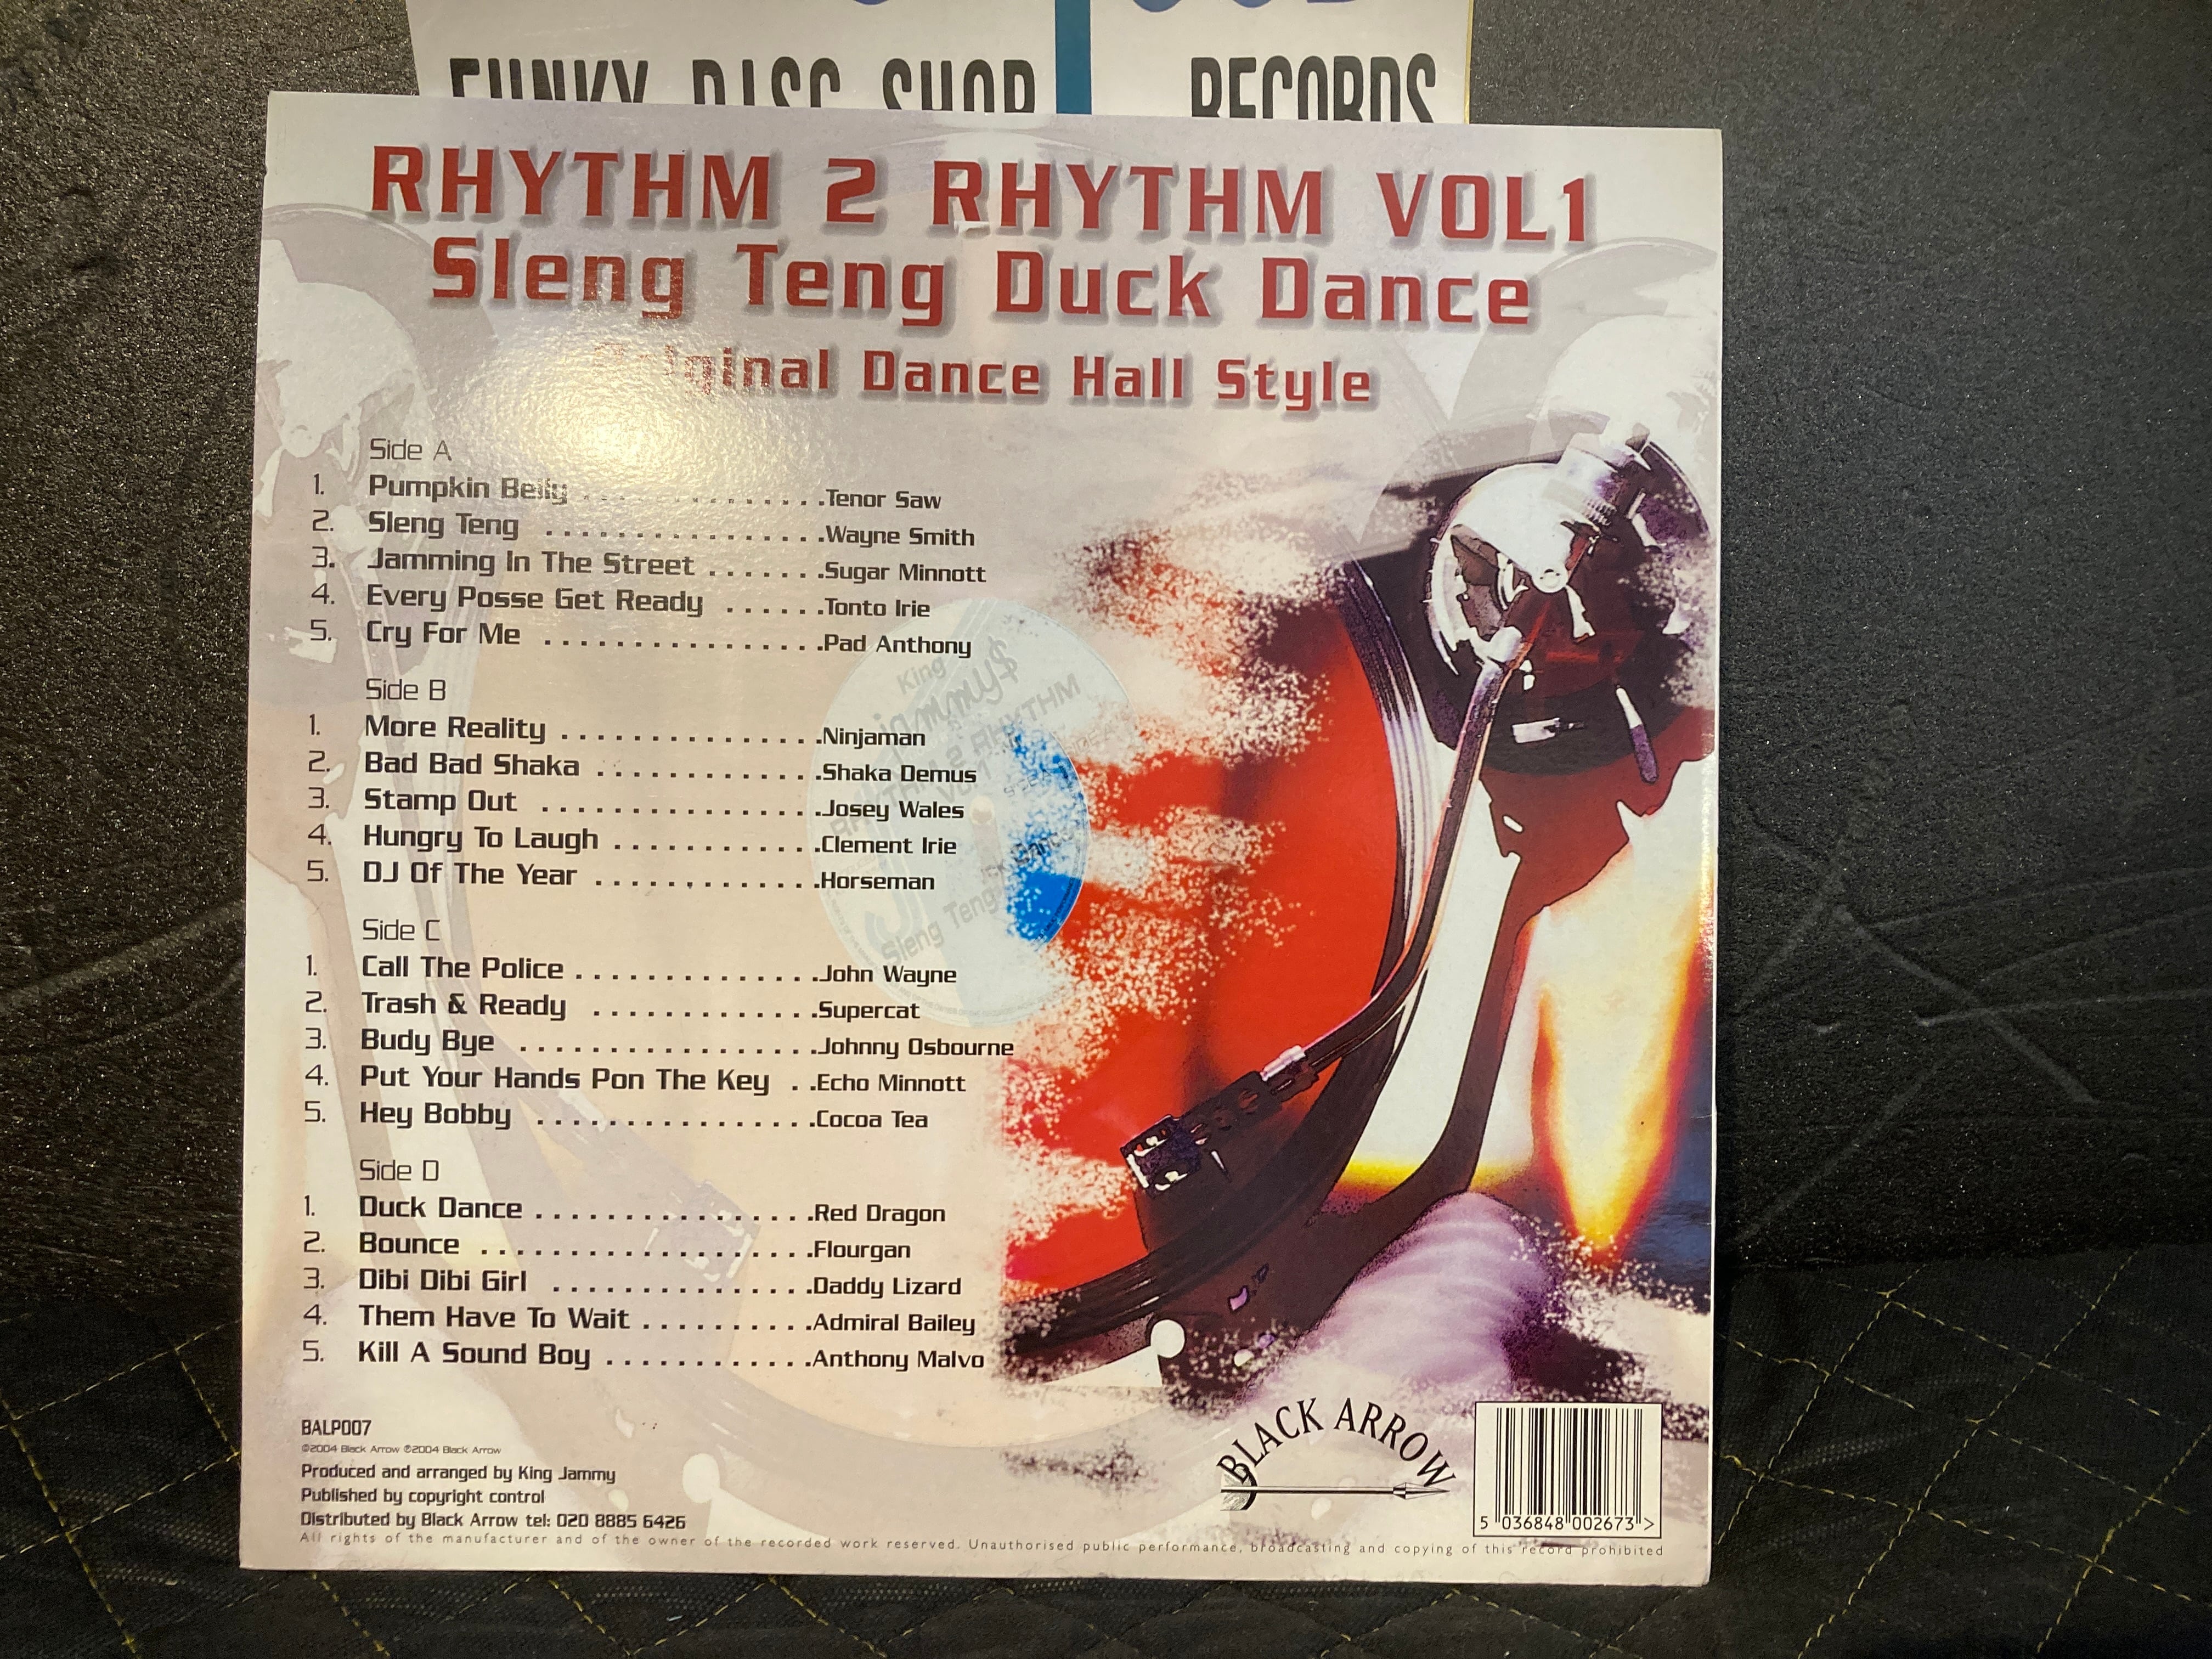 FUNKY DISC SHOP RECORDS
RHYTHM 2 RHYTHM VOL1
Sleng Teng Duck Dance
Original Dance Hall Style
Side A
1. Pumpkin Belly . . . . . . . . . . . . . .Tenor Saw
2. Sleng Teng . . . . . . . . . . . . . . . .Wayne Smith
3. Jamming In The Street . . . . . . .Sugar Minnott
4. Every Posse Get Ready . . . . . .Tonto Irie
5. Cry For Me . . . . . . . . . . . . . . . .Pad Anthony
Side B
1. More Reality . . . . . . . . . . . . . . .Ninjaman
2. Bad Bad Shaka . . . . . . . . . . . . .Shaka Demus
3. Stamp Out . . . . . . . . . . . . . . . .Josey Wales
4. Hungry To Laugh . . . . . . . . . . . .Clement Irie
5. DJ Of The Year . . . . . . . . . . . . .Horseman
Side C
1. Call The Police . . . . . . . . . . . . . .John Wayne
2. Trash & Ready . . . . . . . . . . . . .Supercat
3. Budy Bye . . . . . . . . . . . . . . . . .Johnny Osbourne
4. Put Your Hands Pon The Key . .Echo Minnott
5. Hey Bobby . . . . . . . . . . . . . . . .Cocoa Tea
Side D
1. Duck Dance . . . . . . . . . . . . . . . .Red Dragon
2. Bounce . . . . . . . . . . . . . . . . . . .Flourgan
3. Dibi Dibi Girl . . . . . . . . . . . . . . .Daddy Lizard
4. Them Have To Wait . . . . . . . . . .Admiral Bailey
5. Kill A Sound Boy . . . . . . . . . . . .Anthony Malvo
King
Jammy$
RHYTHM 2 RHYTHM
VOL 1
Sleng Teng
BALP007
©2004 Black Arrow ℗2004 Black Arrow
Produced and arranged by King Jammy
Published by copyright control
Distributed by Black Arrow tel: 020 8885 6426
BLACK ARROW
5 036848 002673 >
All rights of the manufacturer and of the owner of the recorded work reserved. Unauthorised public performance, broadcasting and copying of this record prohibited